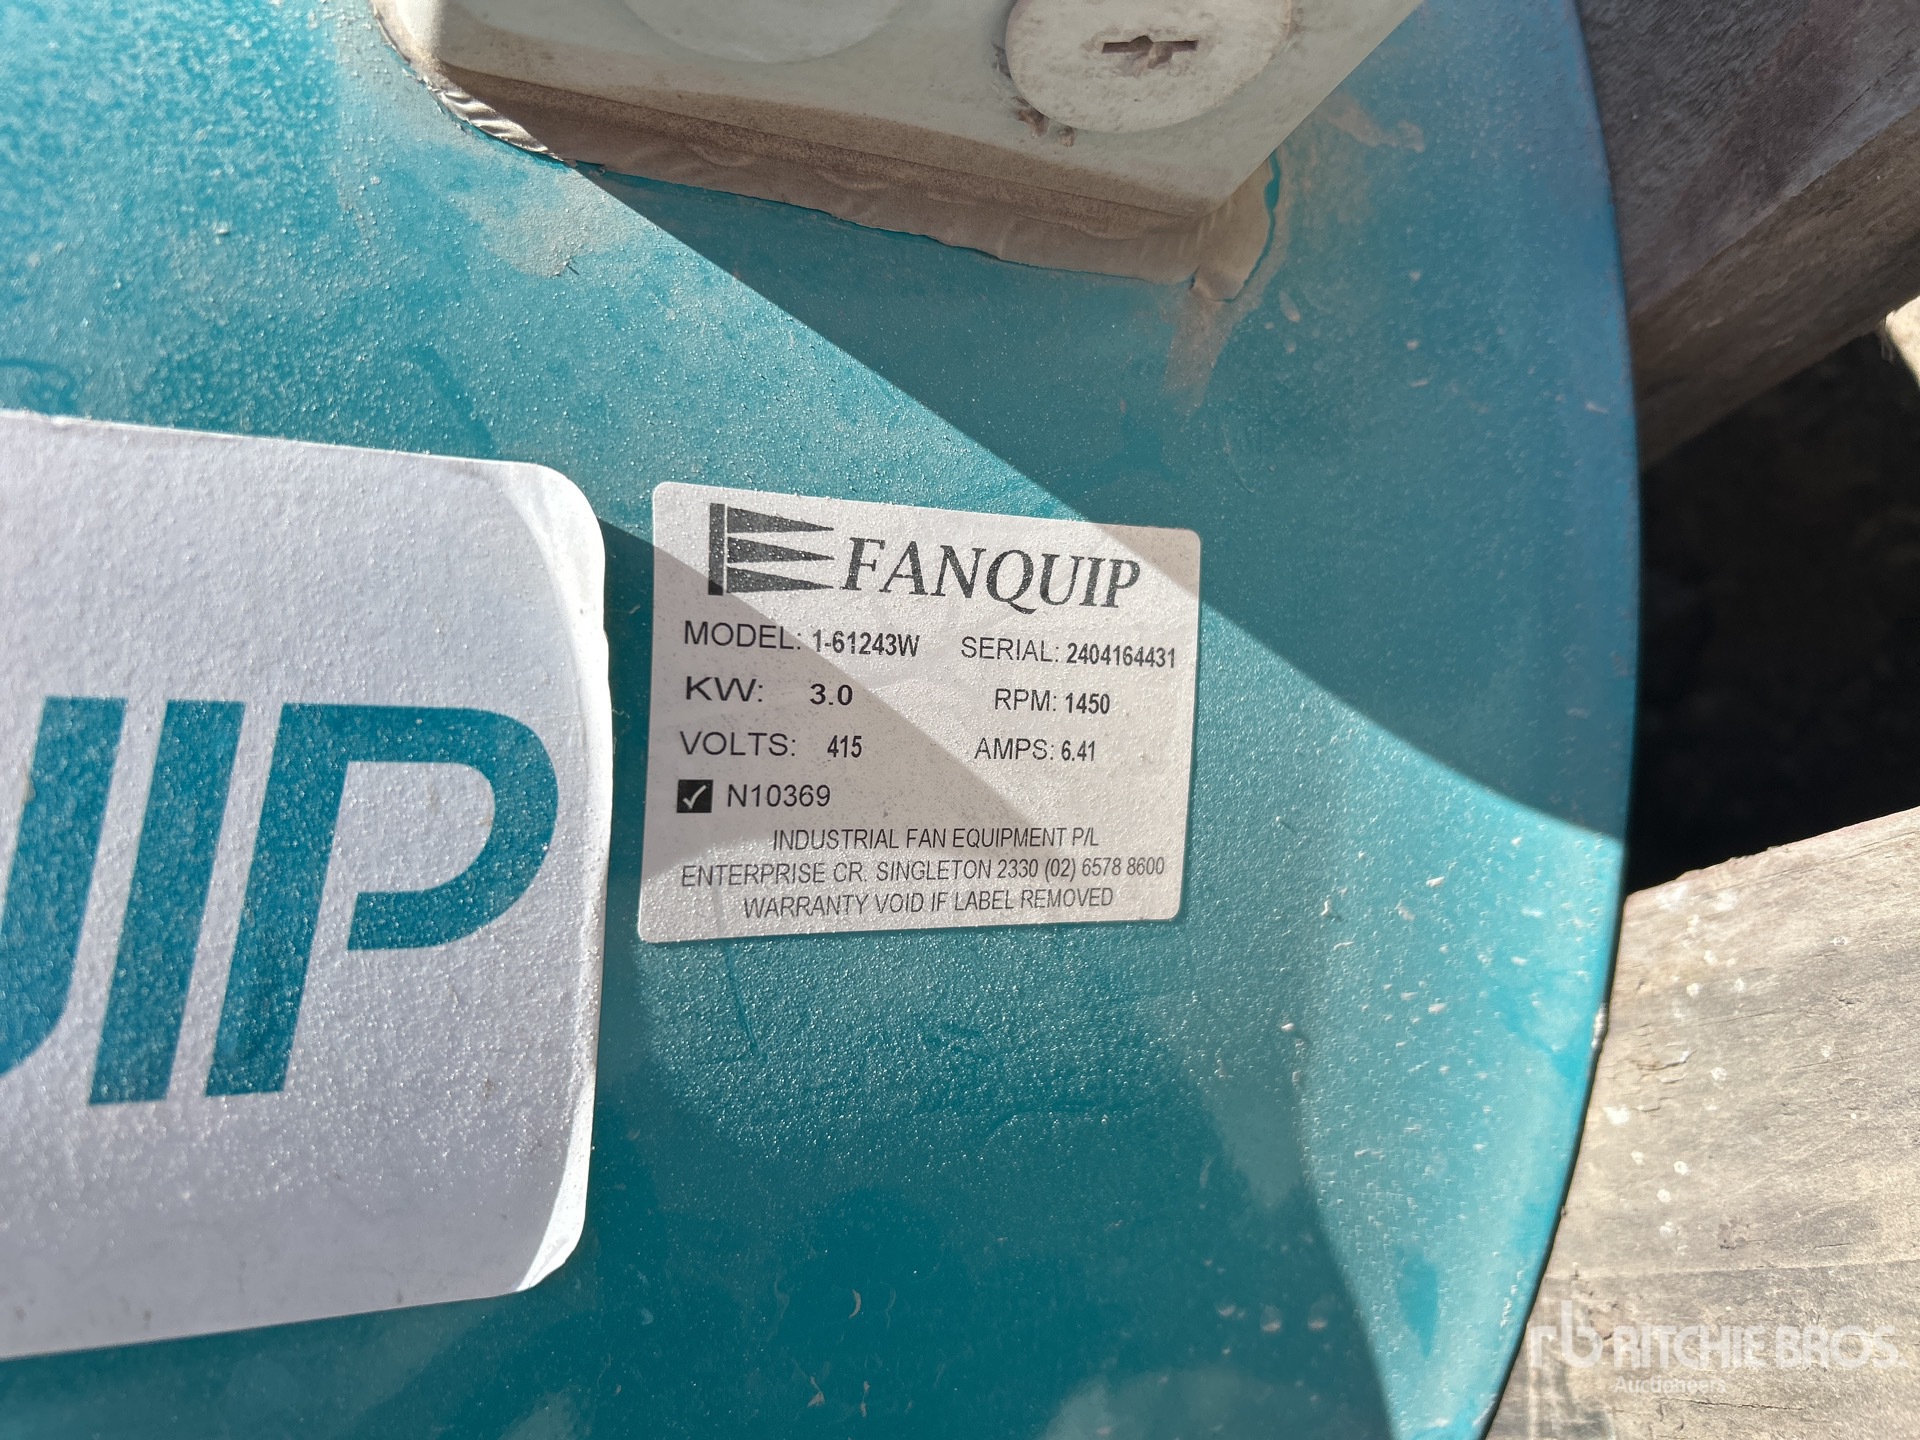 FANQUIP
MODEL: 1-61243W SERIAL: 2404164431
KW: 3.0 RPM: 1450
VOLTS: 415 AMPS: 6.41
N10369
INDUSTRIAL FAN EQUIPMENT P/L
ENTERPRISE CR. SINGLETON 2330 (02) 6578 8600
WARRANTY VOID IF LABEL REMOVED
UIP
rb RITCHIE BROS.
Auctioneers